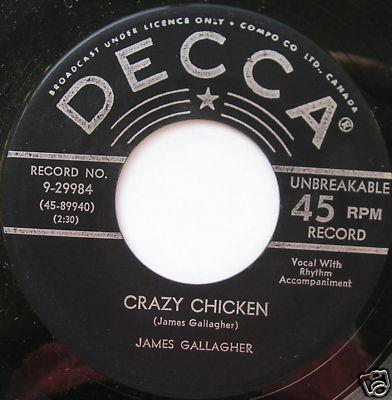 BROADCAST UNDER LICENCE ONLY • COMPO CO LTD., CANADA
DECCA®
RECORD NO.
9-29984
(45-89940)
(2:30)
UNBREAKABLE
45 RPM
RECORD
Vocal With
Rhythm
Accompaniment
CRAZY CHICKEN
(James Gallagher)
JAMES GALLAGHER
eb